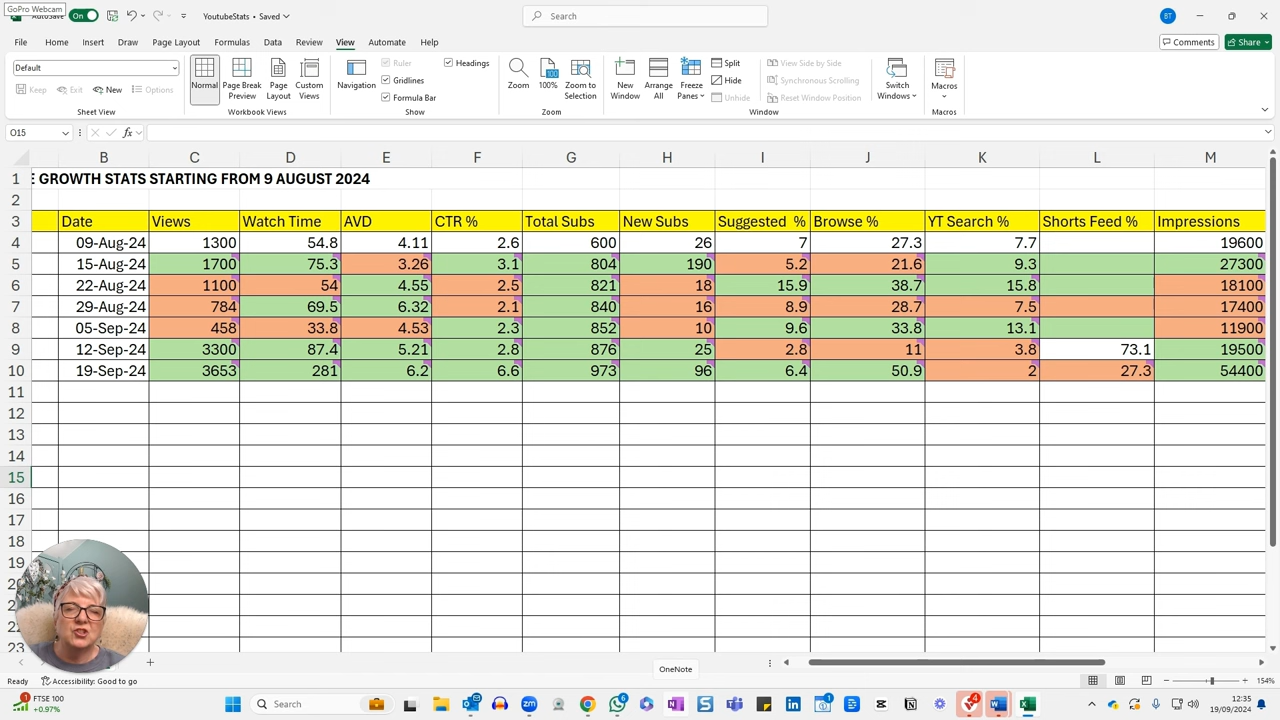 GoPro Webcam
AutoSave On YoutubeStats • Saved Search BT
File Home Insert Draw Page Layout Formulas Data Review View Automate Help Comments Share
Default
Keep Exit New Options
Normal Page Break Preview Page Layout Custom Views Navigation Ruler Gridlines Formula Bar Headings Zoom 100% Zoom to Selection New Window Arrange All Freeze Panes Split Hide Unhide View Side by Side Synchronous Scrolling Reset Window Position Switch Windows Macros
Sheet View Workbook Views Show Zoom Window Macros
O15 fx
B C D E F G H I J K L M
1 E GROWTH STATS STARTING FROM 9 AUGUST 2024
2
3 Date Views Watch Time AVD CTR % Total Subs New Subs Suggested % Browse % YT Search % Shorts Feed % Impressions
4 09-Aug-24 1300 54.8 4.11 2.6 600 26 7 27.3 7.7 19600
5 15-Aug-24 1700 75.3 3.26 3.1 804 190 5.2 21.6 9.3 27300
6 22-Aug-24 1100 54 4.55 2.5 821 18 15.9 38.7 15.8 18100
7 29-Aug-24 784 69.5 6.32 2.1 840 16 8.9 28.7 7.5 17400
8 05-Sep-24 458 33.8 4.53 2.3 852 10 9.6 33.8 13.1 11900
9 12-Sep-24 3300 87.4 5.21 2.8 876 25 2.8 11 3.8 73.1 19500
10 19-Sep-24 3653 281 6.2 6.6 973 96 6.4 50.9 2 27.3 54400
11
12
13
14
15
16
17
18
19
23
OneNote
Ready Accessibility: Good to go 154%
FTSE 100
+0.97%
Search
12:35
19/09/2024